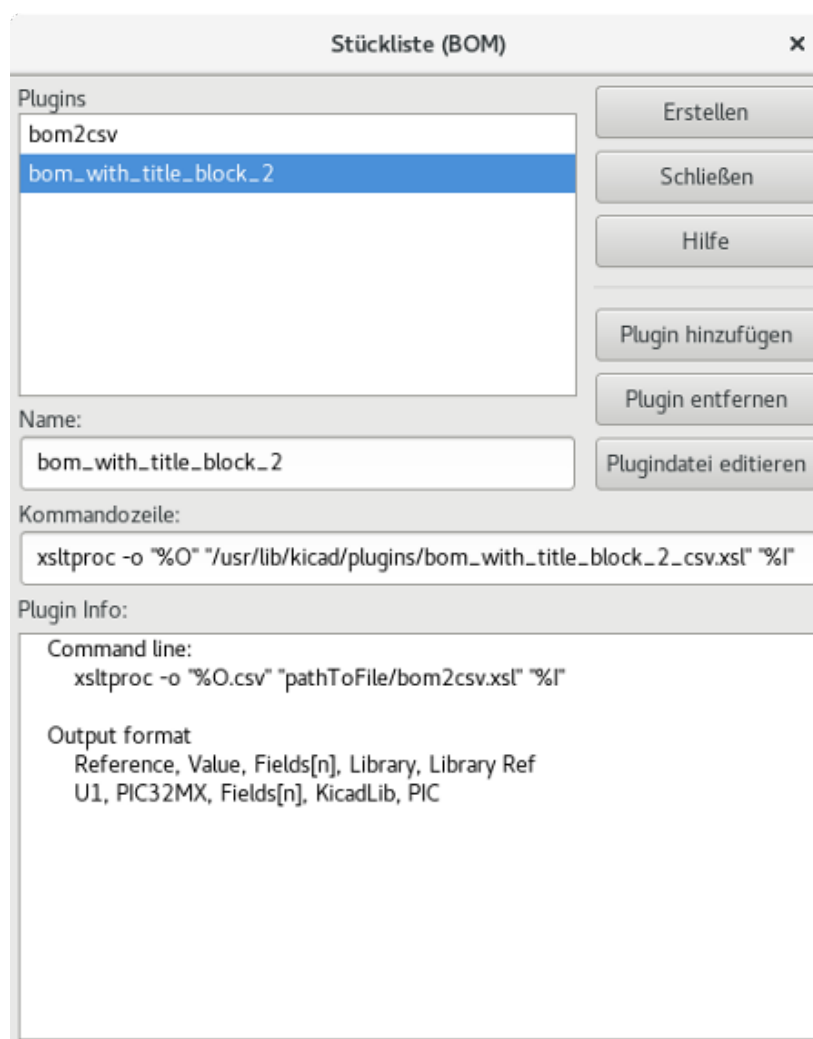 Stückliste (BOM)
Plugins
bom2csv
bom_with_title_block_2
Erstellen
Schließen
Hilfe
Plugin hinzufügen
Plugin entfernen
Plugindatei editieren
Name:
bom_with_title_block_2
Kommandozeile:
xsltproc -o "%O" "/usr/lib/kicad/plugins/bom_with_title_block_2_csv.xsl" "%I"
Plugin Info:
Command line:
xsltproc -o "%O.csv" "pathToFile/bom2csv.xsl" "%I"
Output format
Reference, Value, Fields[n], Library, Library Ref
U1, PIC32MX, Fields[n], KicadLib, PIC